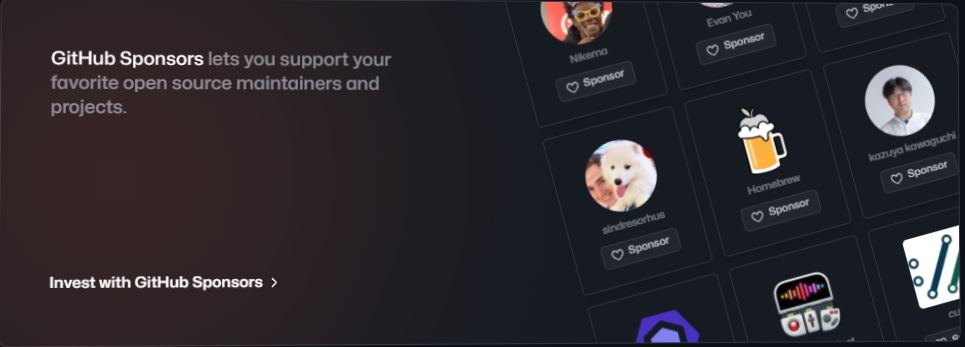 GitHub Sponsors lets you support your
favorite open source maintainers and
projects.
Invest with GitHub Sponsors
Nikema
Sponsor
Evan You
Sponsor
Sponsor
sindresorhus
Sponsor
Homebrew
Sponsor
kazuya kawaguchi
Sponsor